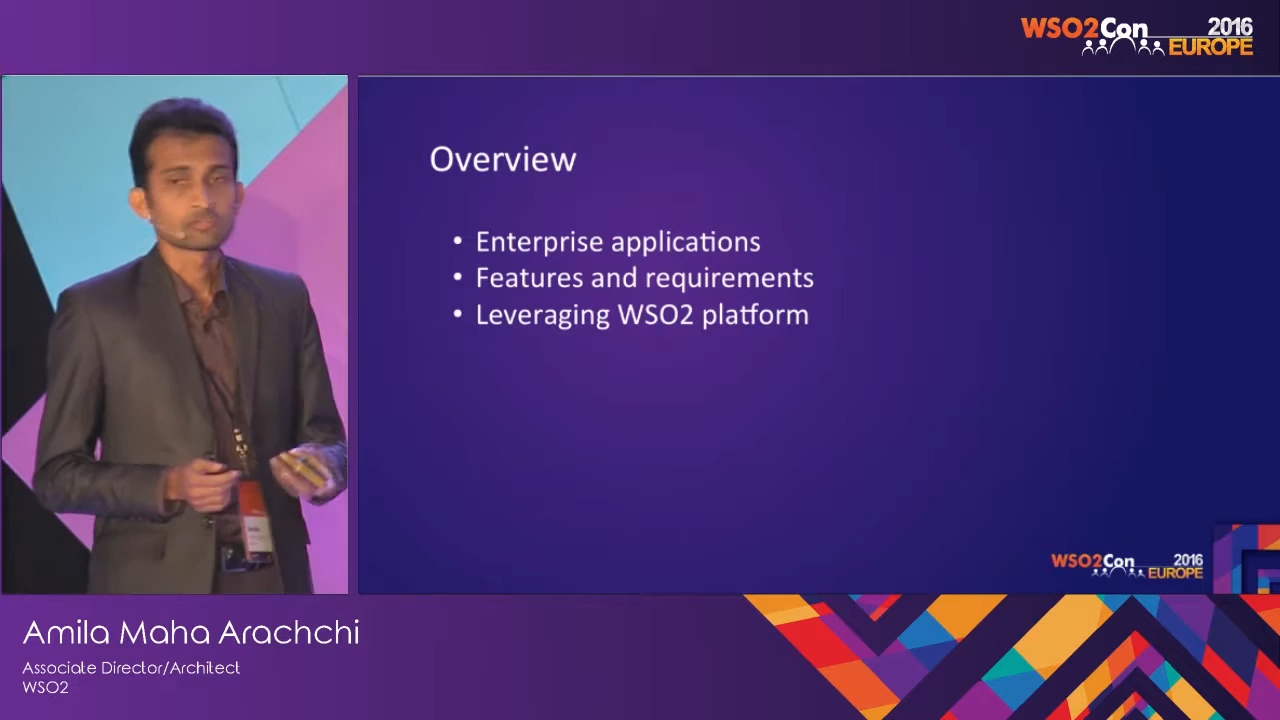 WSO2Con 2016
EUROPE
Overview
• Enterprise applications
• Features and requirements
• Leveraging WSO2 platform
WSO2Con 2016
EUROPE
Amila Maha Arachchi
Associate Director/Architect
WSO2